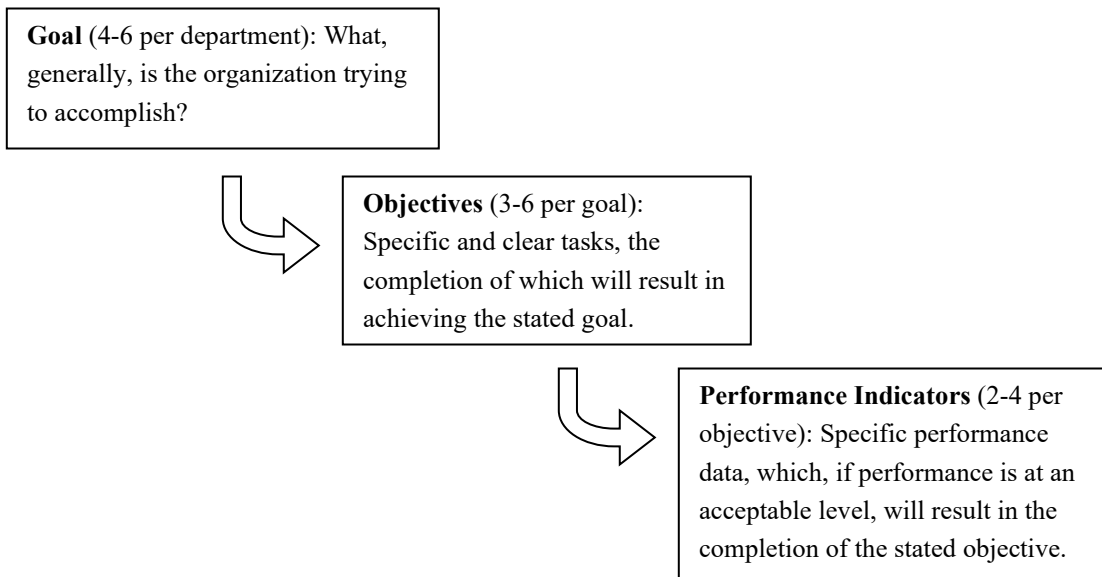 Goal (4-6 per department): What,
generally, is the organization trying
to accomplish?
Objectives (3-6 per goal):
Specific and clear tasks, the
completion of which will result in
achieving the stated goal.
Performance Indicators (2-4 per
objective): Specific performance
data, which, if performance is at an
acceptable level, will result in the
completion of the stated objective.